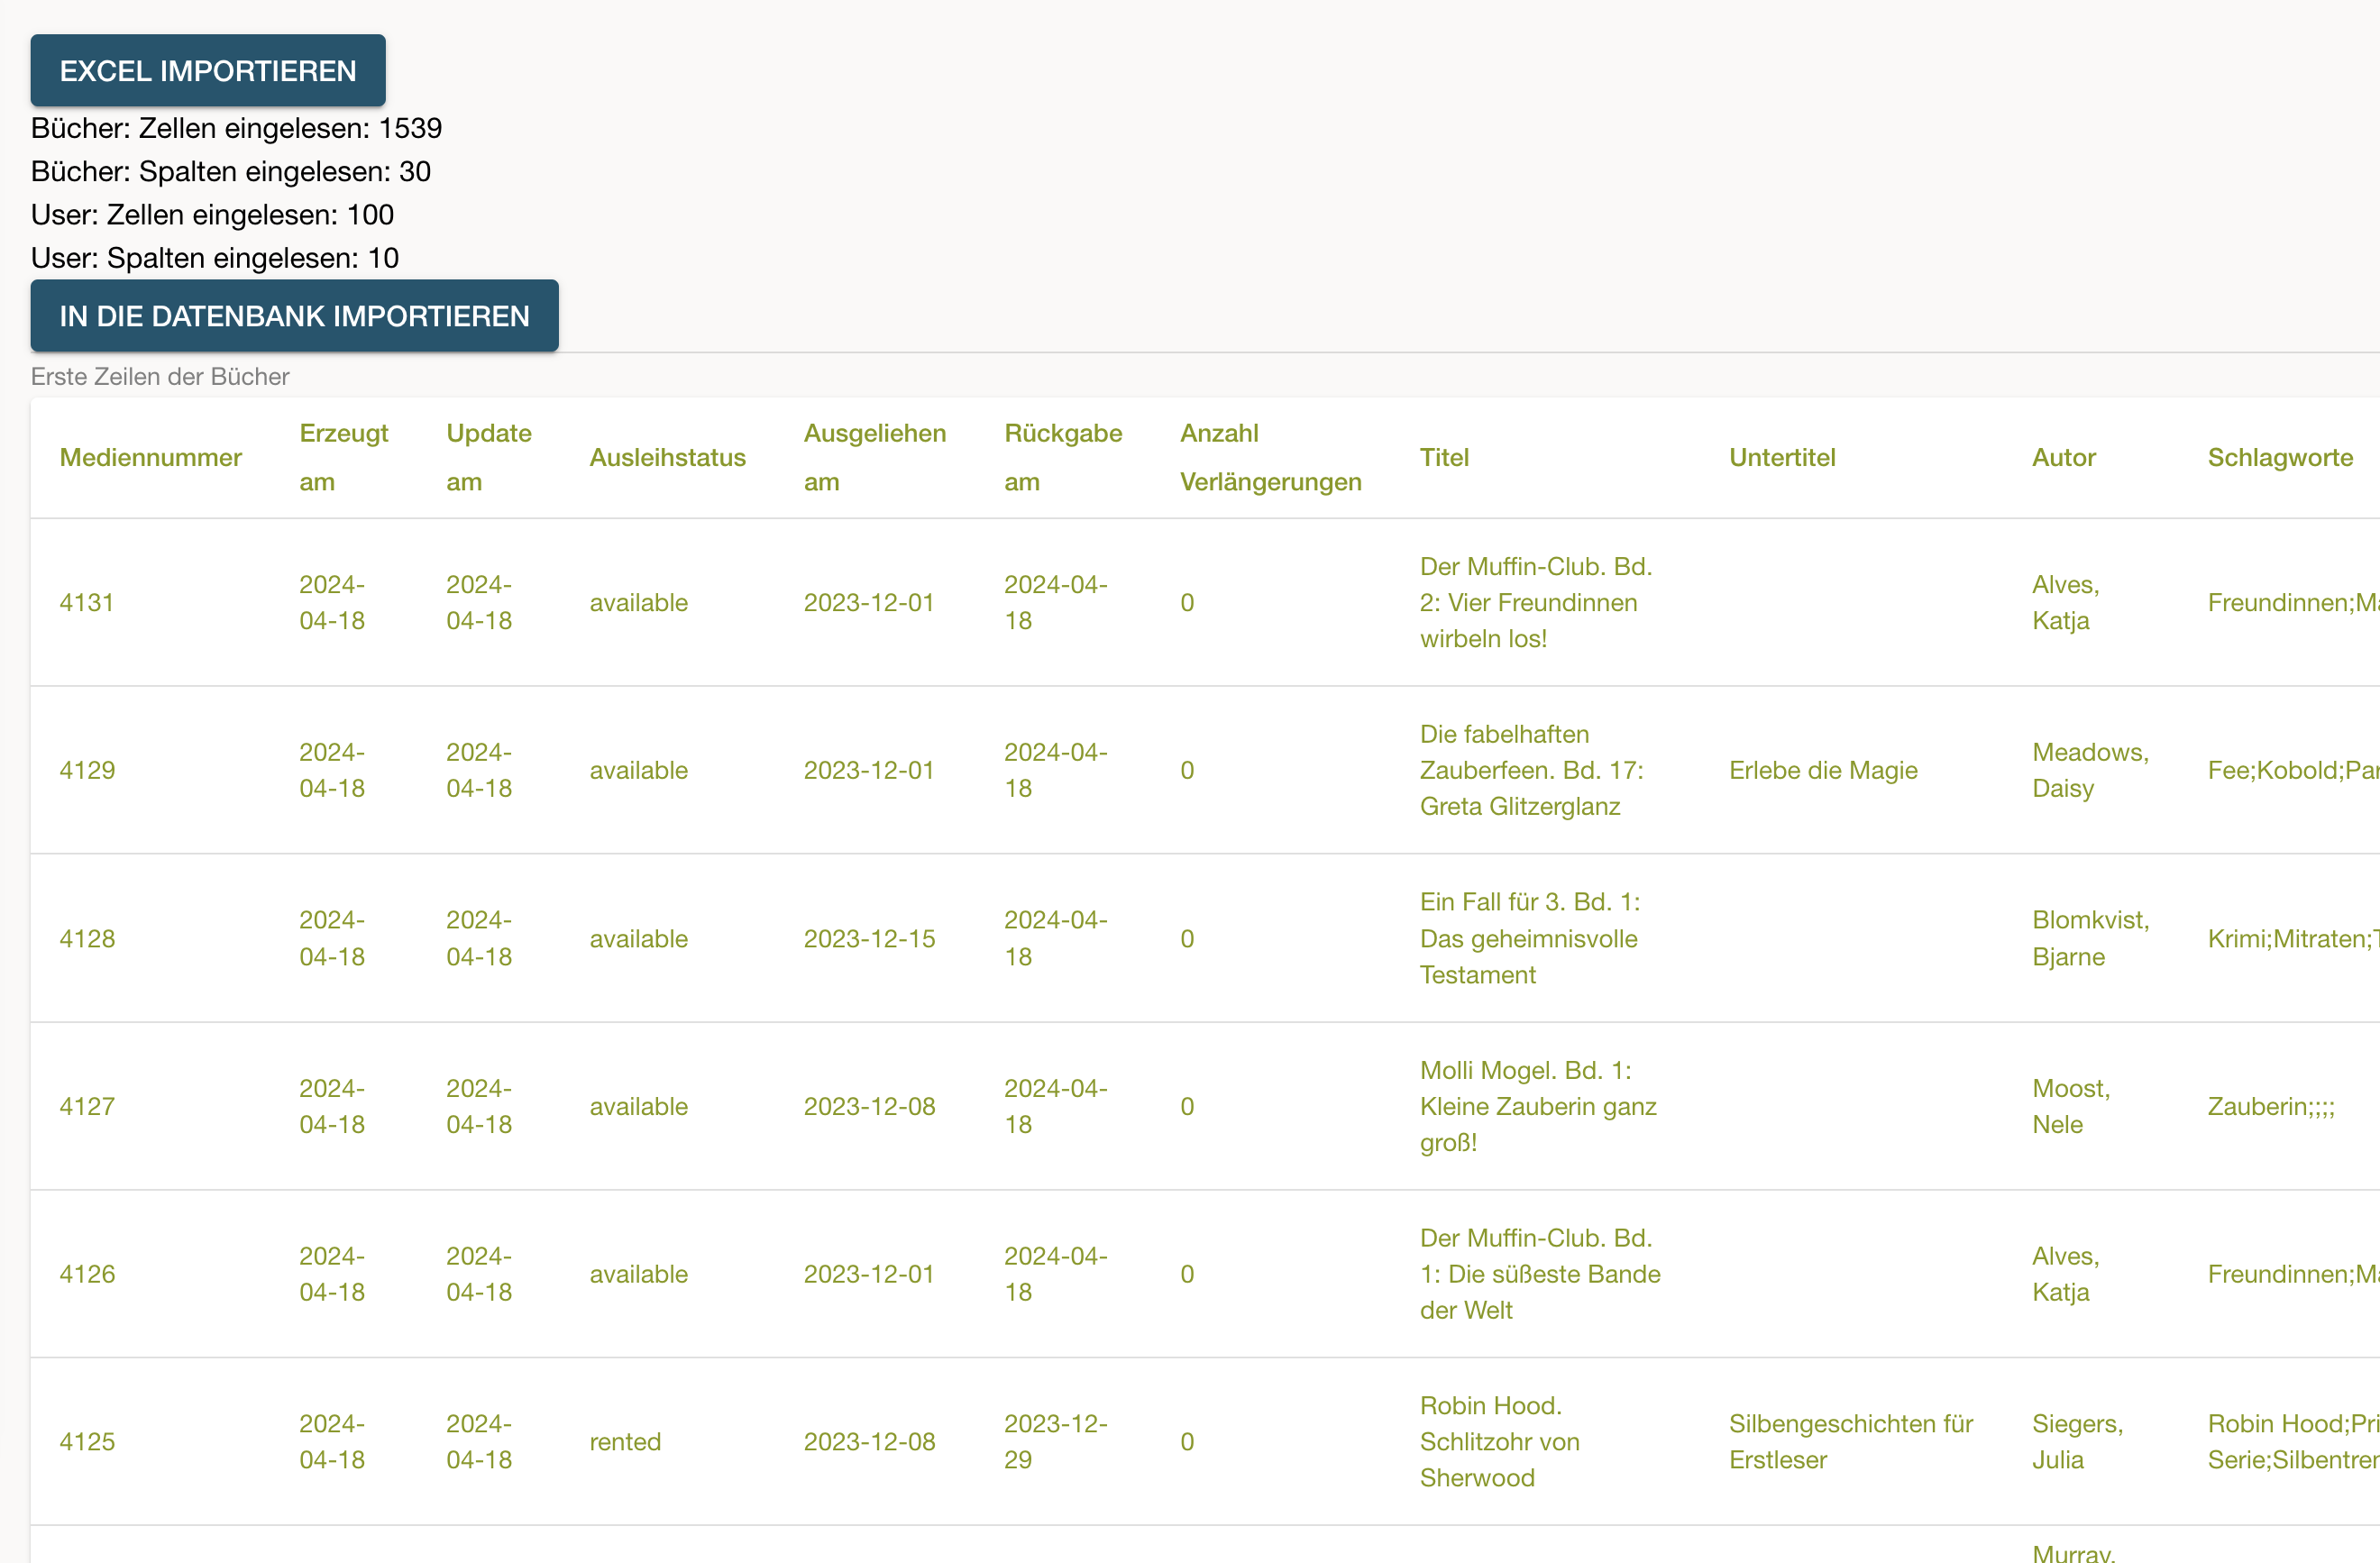 EXCEL IMPORTIEREN
Bücher: Zellen eingelesen: 1539
Bücher: Spalten eingelesen: 30
User: Zellen eingelesen: 100
User: Spalten eingelesen: 10
IN DIE DATENBANK IMPORTIEREN
Erste Zeilen der Bücher
Mediennummer
Erzeugt
am
Update
am
Ausleihstatus
Ausgeliehen
am
Rückgabe
am
Anzahl
Verlängerungen
Titel
Untertitel
Autor
Schlagworte
4131
2024-
04-18
2024-
04-18
available
2023-12-01
2024-04-
18
0
Der Muffin-Club. Bd.
2: Vier Freundinnen
wirbeln los!
Alves,
Katja
Freundinnen;
4129
2024-
04-18
2024-
04-18
available
2023-12-01
2024-04-
18
0
Die fabelhaften
Zauberfeen. Bd. 17:
Greta Glitzerglanz
Erlebe die Magie
Meadows,
Daisy
Fee;Kobold;
4128
2024-
04-18
2024-
04-18
available
2023-12-15
2024-04-
18
0
Ein Fall für 3. Bd. 1:
Das geheimnisvolle
Testament
Blomkvist,
Bjarne
Krimi;Mitraten;
4127
2024-
04-18
2024-
04-18
available
2023-12-08
2024-04-
18
0
Molli Mogel. Bd. 1:
Kleine Zauberin ganz
groß!
Moost,
Nele
Zauberin;;;;
4126
2024-
04-18
2024-
04-18
available
2023-12-01
2024-04-
18
0
Der Muffin-Club. Bd.
1: Die süßeste Bande
der Welt
Alves,
Katja
Freundinnen;
4125
2024-
04-18
2024-
04-18
rented
2023-12-08
2023-12-
29
0
Robin Hood.
Schlitzohr von
Sherwood
Silbengeschichten für
Erstleser
Siegers,
Julia
Robin Hood;
Serie;
Murray,